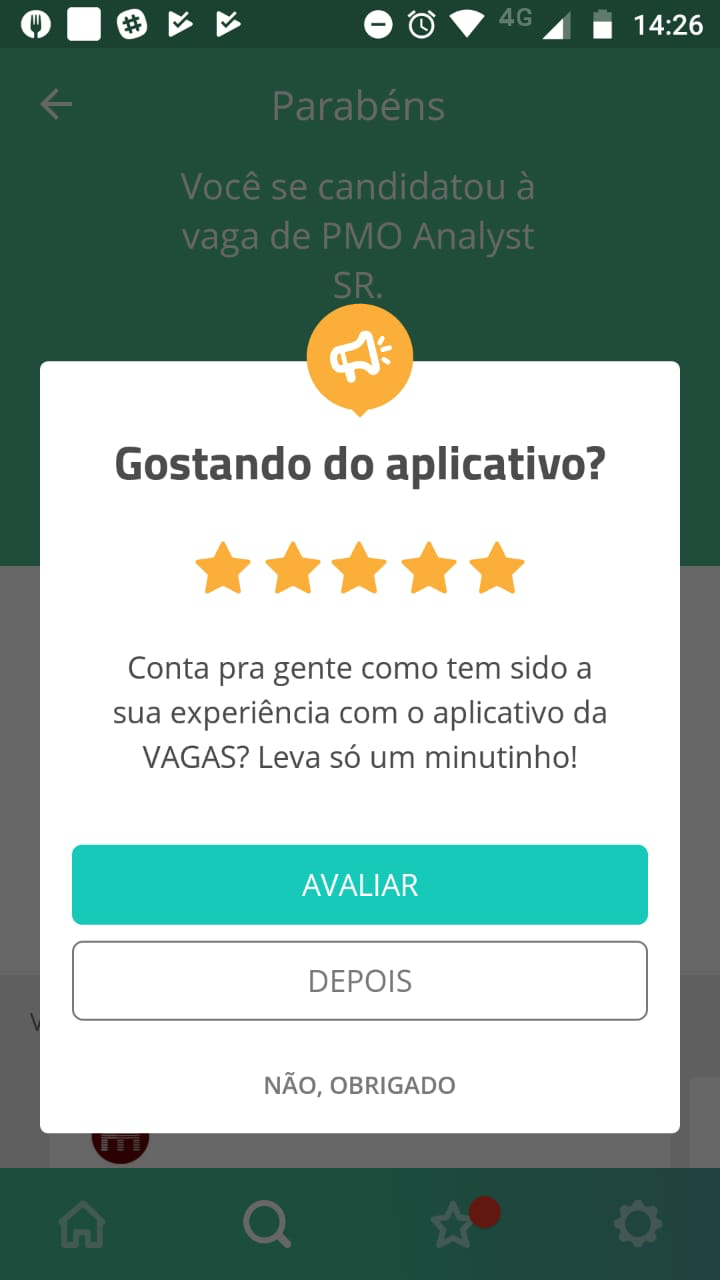 4G 14:26
Parabéns
Você se candidatou à
vaga de PMO Analyst
SR.
Gostando do aplicativo?
Conta pra gente como tem sido a
sua experiência com o aplicativo da
VAGAS? Leva só um minutinho!
AVALIAR
DEPOIS
NÃO, OBRIGADO